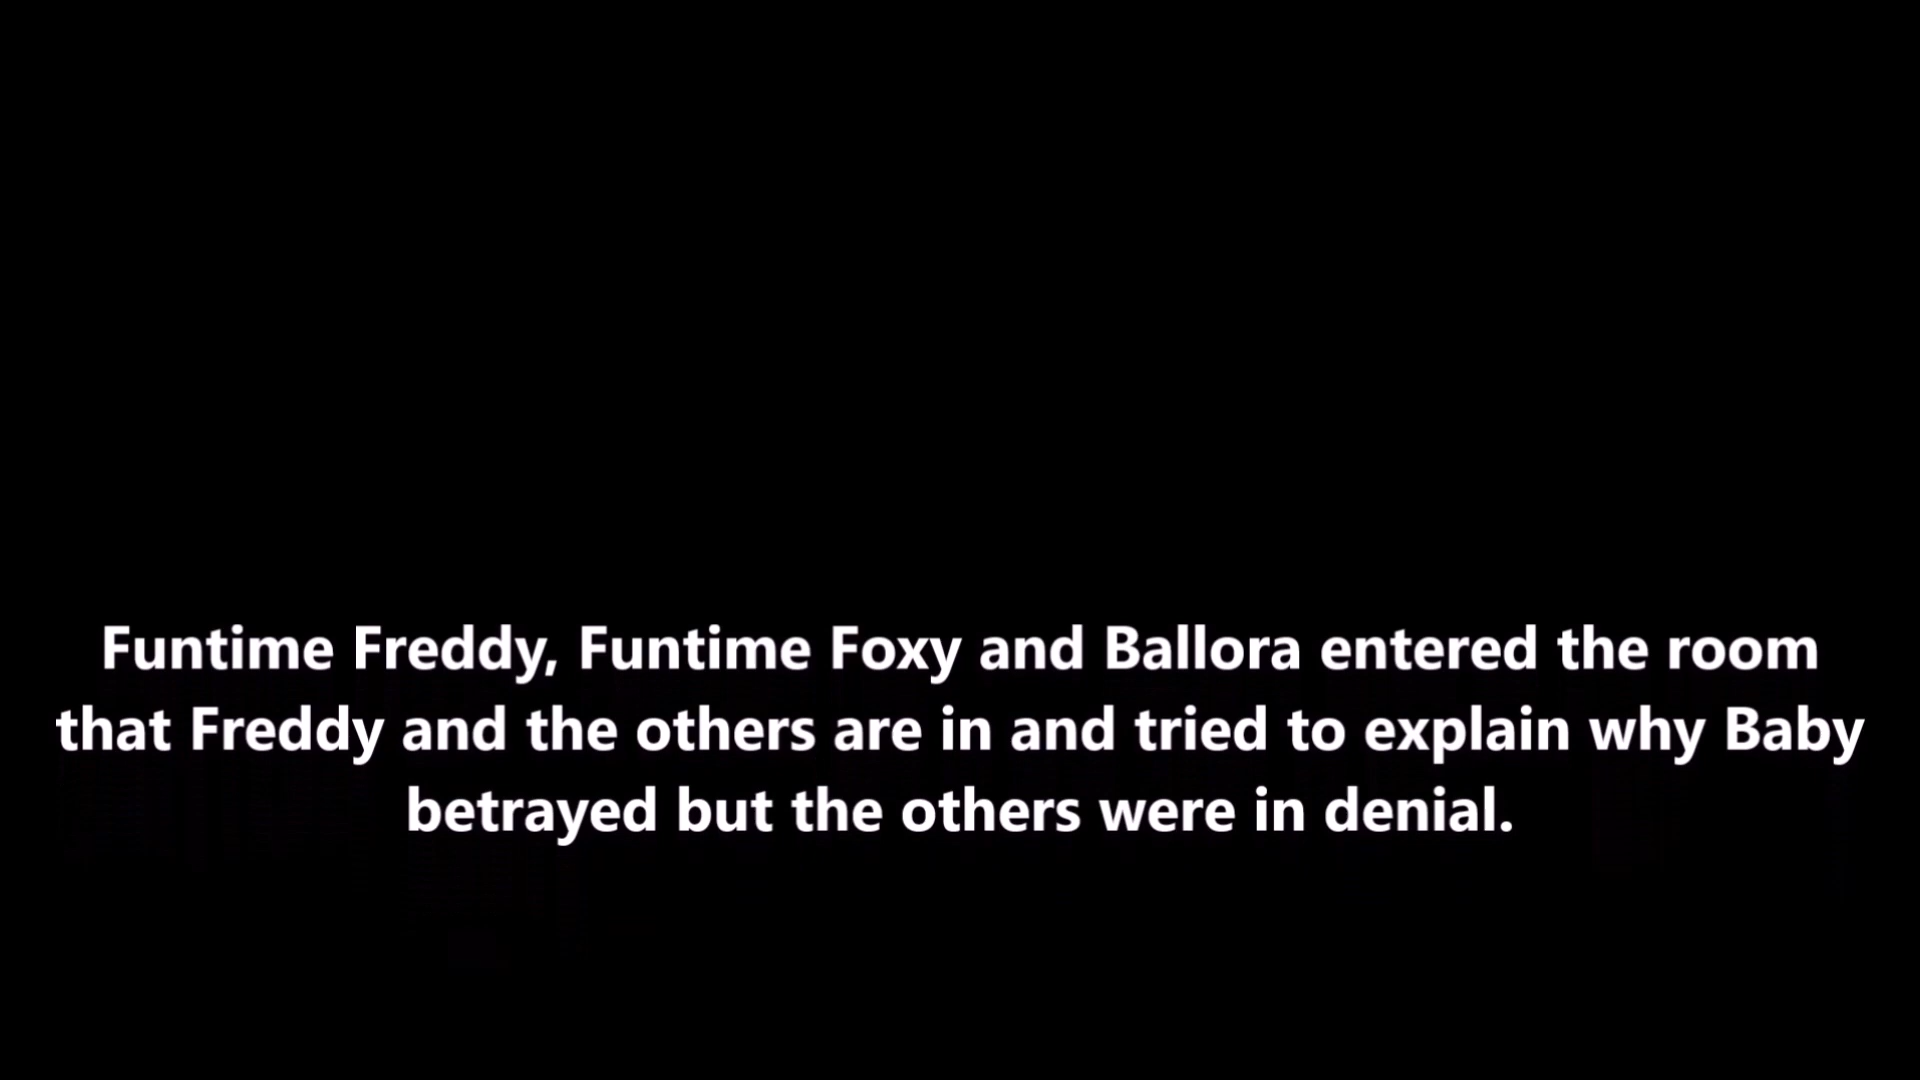 Funtime Freddy, Funtime Foxy and Ballora entered the room
that Freddy and the others are in and tried to explain why Baby
betrayed but the others were in denial.